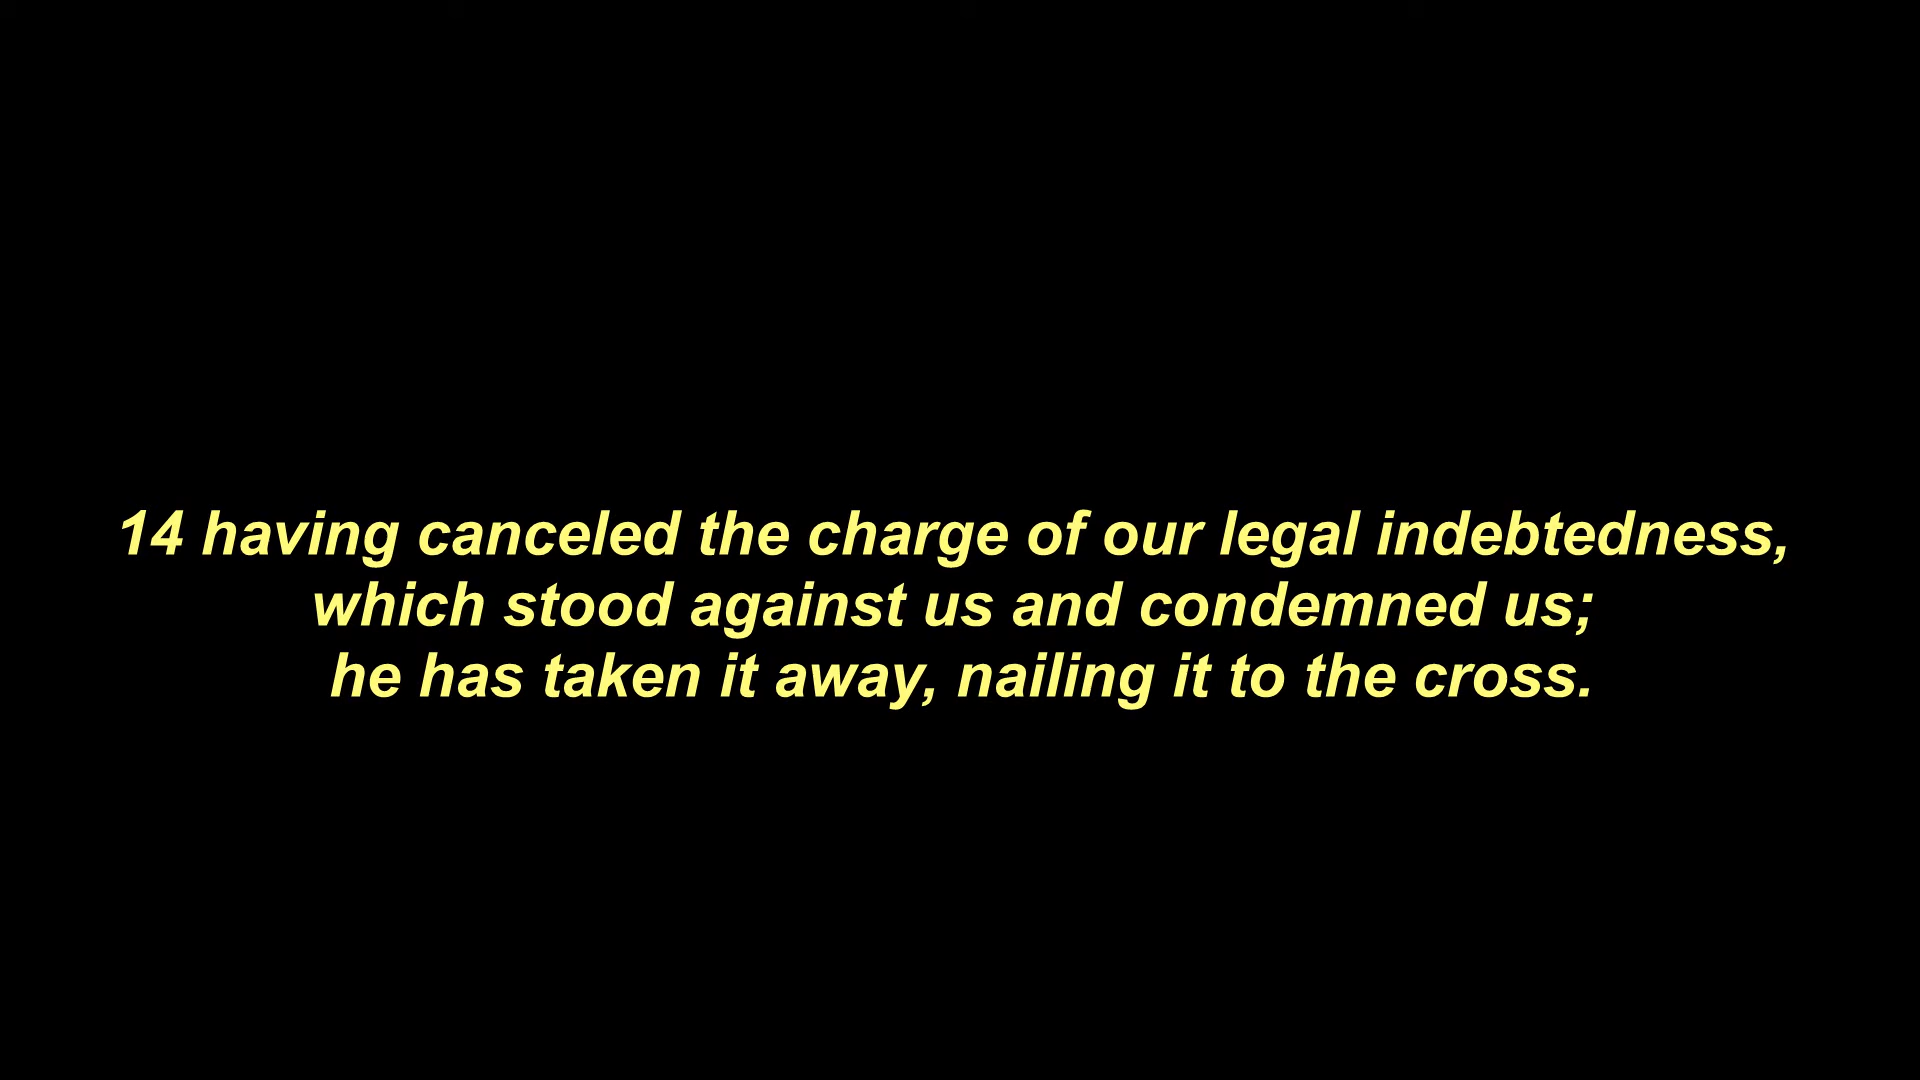 14 having canceled the charge of our legal indebtedness,
which stood against us and condemned us;
he has taken it away, nailing it to the cross.